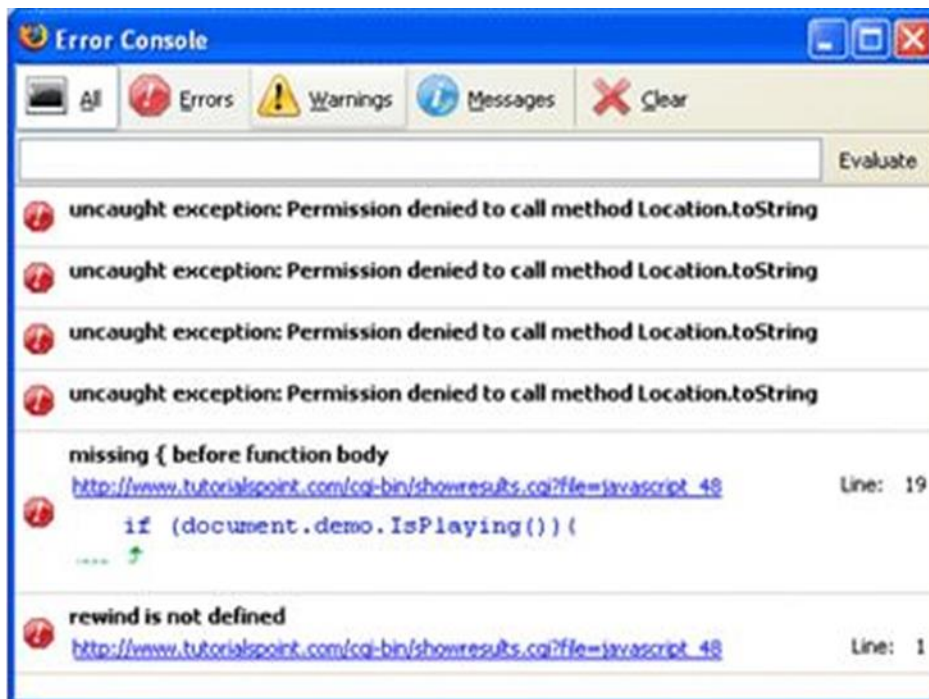 Error Console
All Errors Warnings Messages Clear
Evaluate
uncaught exception: Permission denied to call method Location.toString
uncaught exception: Permission denied to call method Location.toString
uncaught exception: Permission denied to call method Location.toString
uncaught exception: Permission denied to call method Location.toString
missing { before function body
http://www.tutorialspoint.com/cgi-bin/showresults.cgi?file=javascript_48 Line: 19
if (document.demo.IsPlaying()){
....
rewind is not defined
http://www.tutorialspoint.com/cgi-bin/showresults.cgi?file=javascript_48 Line: 1